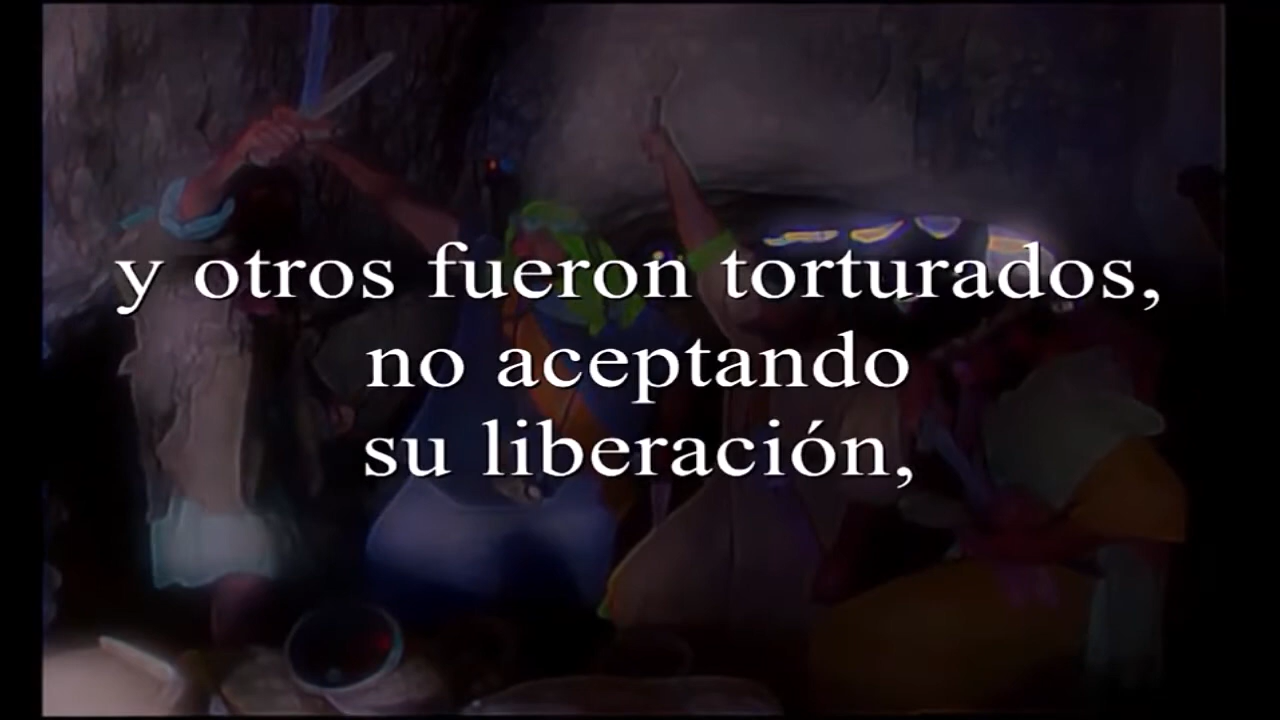 y otros fueron torturados,
no aceptando
su liberación,